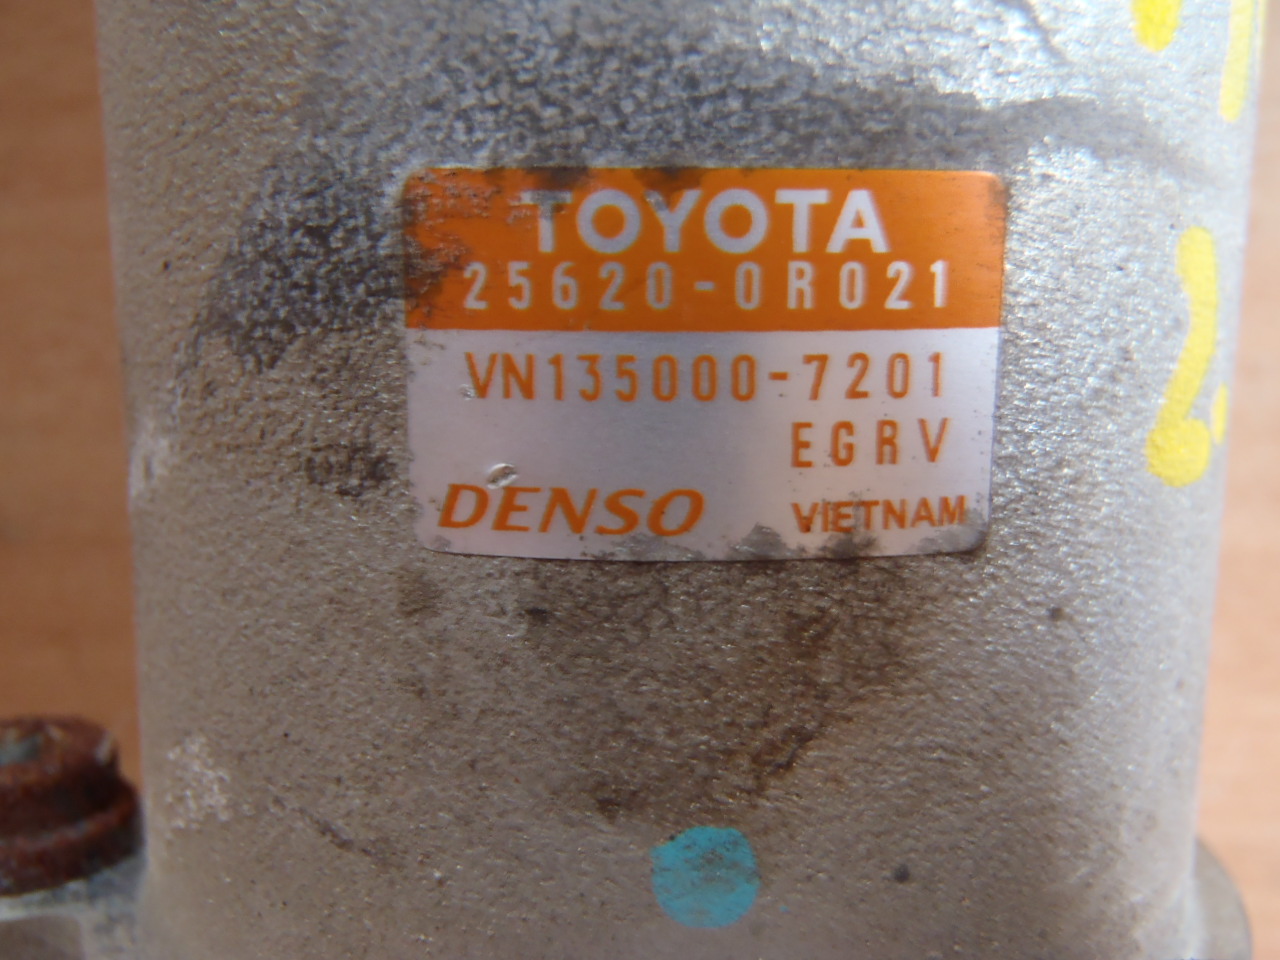 TOYOTA
25620-0R021
VN135000-7201
EGRV
DENSO VIETNAM